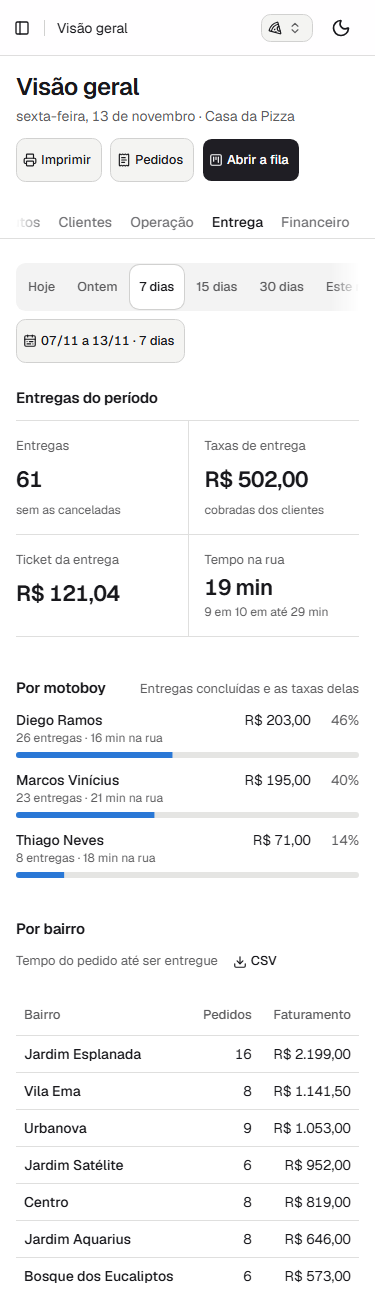 Visão geral
Visão geral
sexta-feira, 13 de novembro · Casa da Pizza
Imprimir
Pedidos
Abrir a fila
tos Clientes Operação Entrega Financeiro
Hoje Ontem 7 dias 15 dias 30 dias Este
07/11 a 13/11 · 7 dias
Entregas do período
Entregas
61
sem as canceladas
Taxas de entrega
R$ 502,00
cobradas dos clientes
Ticket da entrega
R$ 121,04
Tempo na rua
19 min
9 em 10 em até 29 min
Por motoboy Entregas concluídas e as taxas delas
Diego Ramos R$ 203,00 46%
26 entregas · 16 min na rua
Marcos Vinícius R$ 195,00 40%
23 entregas · 21 min na rua
Thiago Neves R$ 71,00 14%
8 entregas · 18 min na rua
Por bairro
Tempo do pedido até ser entregue CSV
Bairro Pedidos Faturamento
Jardim Esplanada 16 R$ 2.199,00
Vila Ema 8 R$ 1.141,50
Urbanova 9 R$ 1.053,00
Jardim Satélite 6 R$ 952,00
Centro 8 R$ 819,00
Jardim Aquarius 8 R$ 646,00
Bosque dos Eucaliptos 6 R$ 573,00